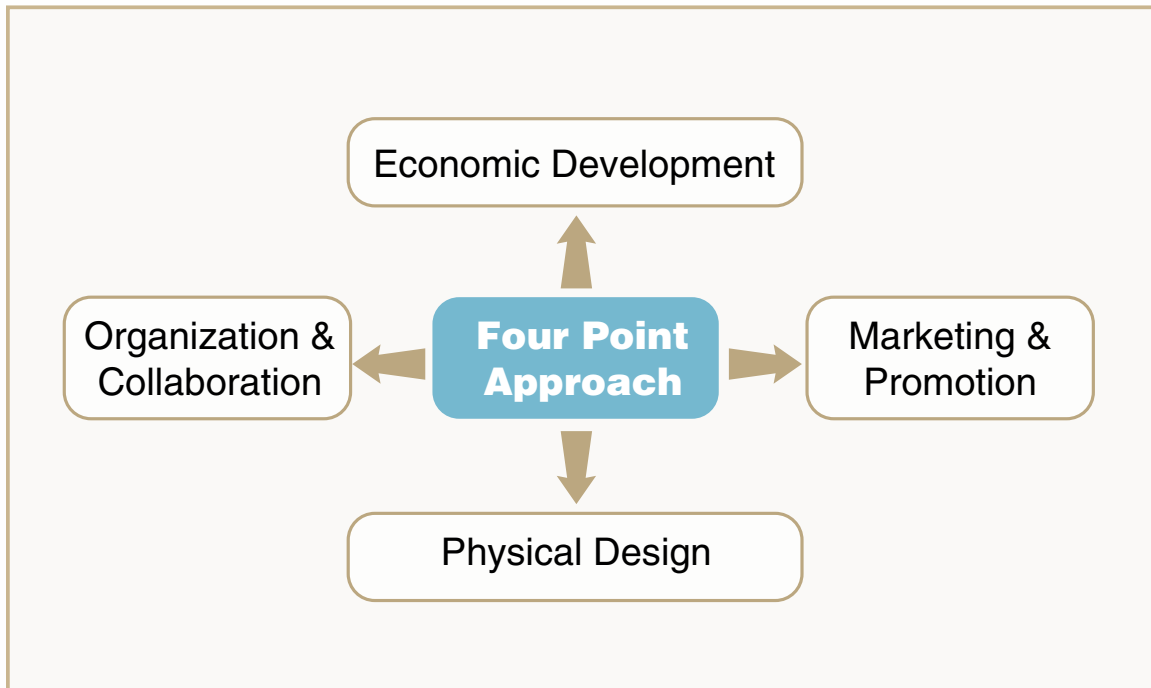 Economic Development
Organization &
Collaboration
Four Point
Approach
Marketing &
Promotion
Physical Design